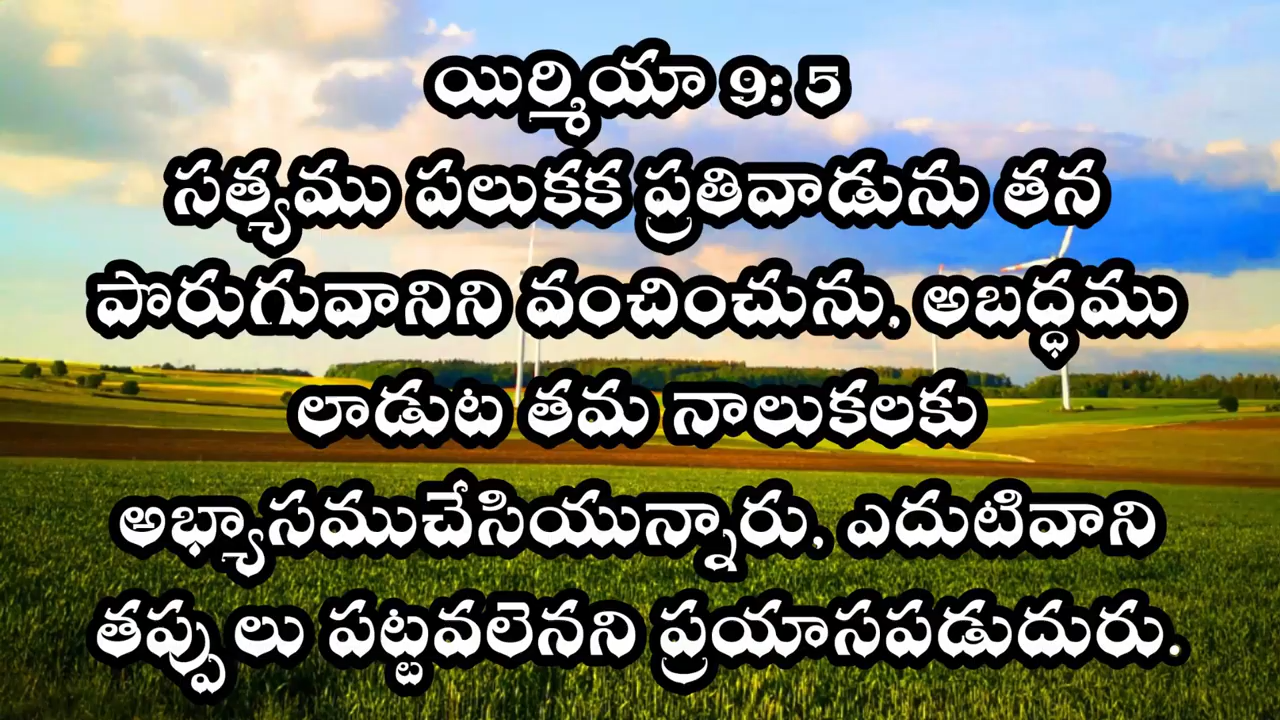 యిర్మియా 9: 5
సత్యము పలుకక ప్రతివాడును తన
పొరుగువానిని వంచించును, అబద్ధము
లాడుట తమ నాలుకలకు
అభ్యాసముచేసియున్నారు, ఎదుటివాని
తప్పు లు పట్టవలెనని ప్రయాసపడుదురు.